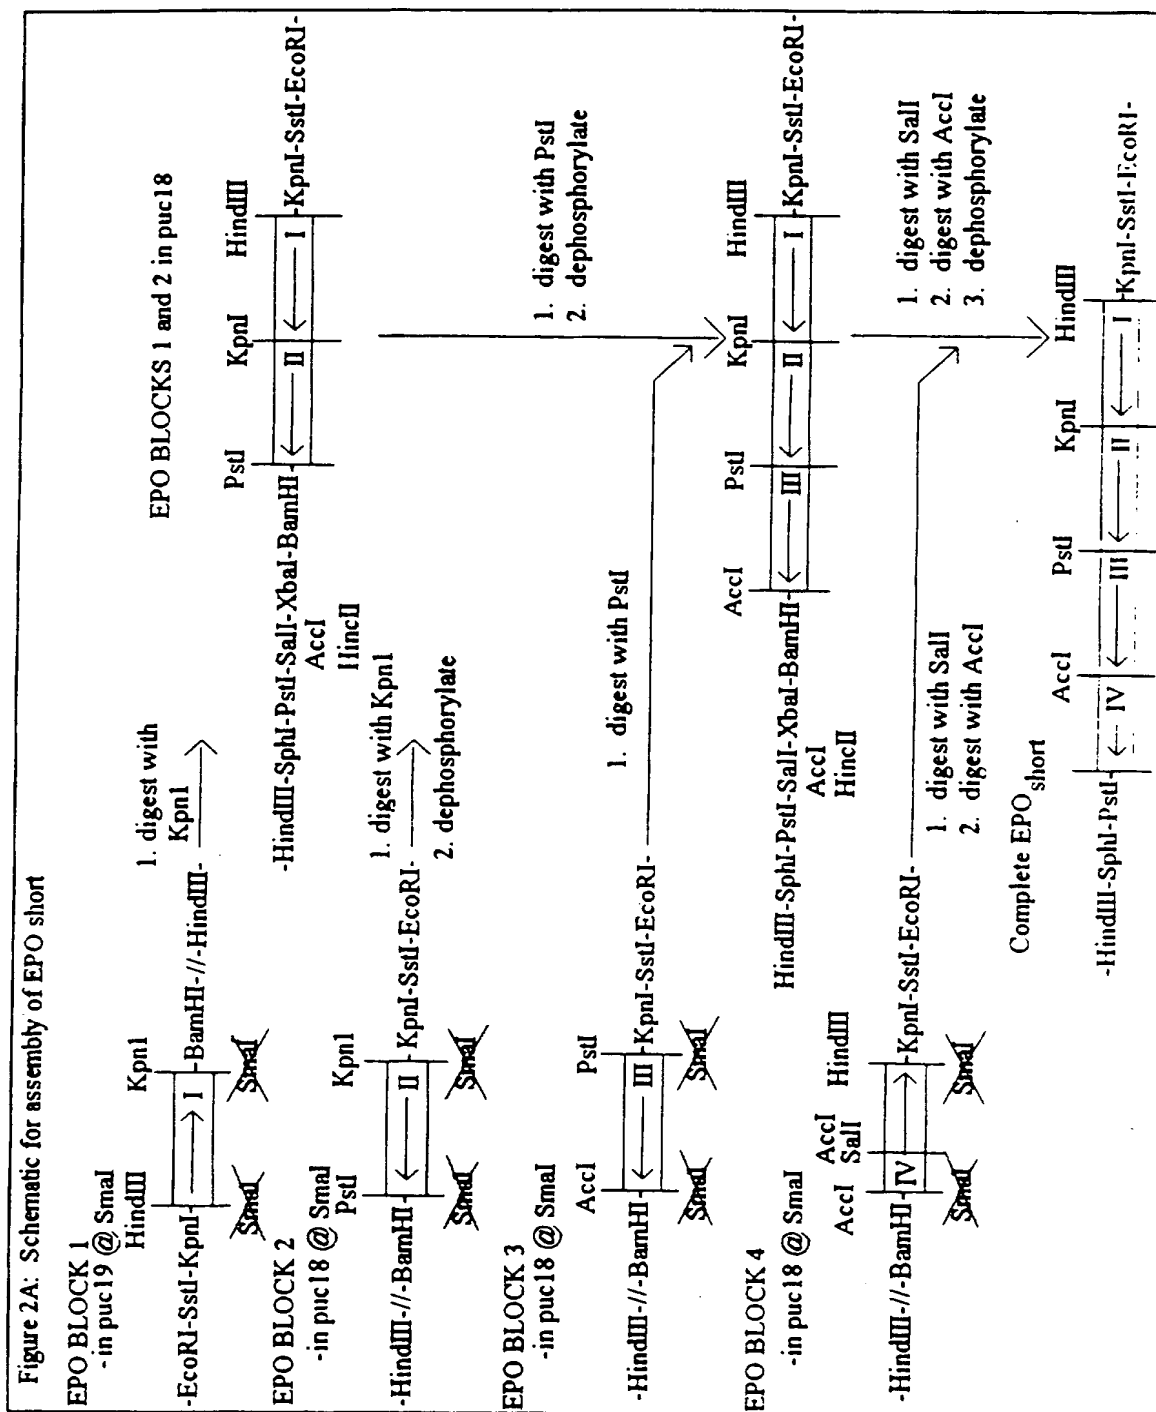 Figure 2A: Schematic for assembly of EPO short
EPO BLOCK 1
- in puc19 @ SmaI
HindIII
Kpn1
-EcoRI-SstI-KpnI-
I
-BamHI-//-HindIII-
SmaI
SmaI
1. digest with
Kpn1
EPO BLOCK 2
-in puc18 @ SmaI
PstI
Kpn1
-HindIII-//-BamHI-
II
-KpnI-SstI-EcoRI-
SmaI
SmaI
1. digest with Kpn1
2. dephosphorylate
EPO BLOCKS 1 and 2 in puc18
PstI
KpnI
HindIII
-HindIII-SphI-PstI-SalI-XbaI-BamHI-
II
I
-KpnI-SstI-EcoRI-
AccI
HincII
1. digest with PstI
2. dephosphorylate
EPO BLOCK 3
-in puc18 @ SmaI
AccI
PstI
-HindIII-//-BamHI-
III
-KpnI-SstI-EcoRI-
SmaI
SmaI
1. digest with PstI
AccI
PstI
KpnI
HindIII
HindIII-SphI-PstI-SalI-XbaI-BamHI-
III
II
I
-KpnI-SstI-EcoRI-
AccI
HincII
EPO BLOCK 4
- in puc18 @ SmaI
AccI
AccI
SalI
HindIII
-HindIII-//-BamHI-
IV
-KpnI-SstI-EcoRI-
SmaI
SmaI
1. digest with SalI
2. digest with AccI
1. digest with SalI
2. digest with AccI
3. dephosphorylate
Complete EPO short
AccI
PstI
KpnI
HindIII
-HindIII-SphI-PstI-
IV
III
II
I
-KpnI-SstI-EcoRI-